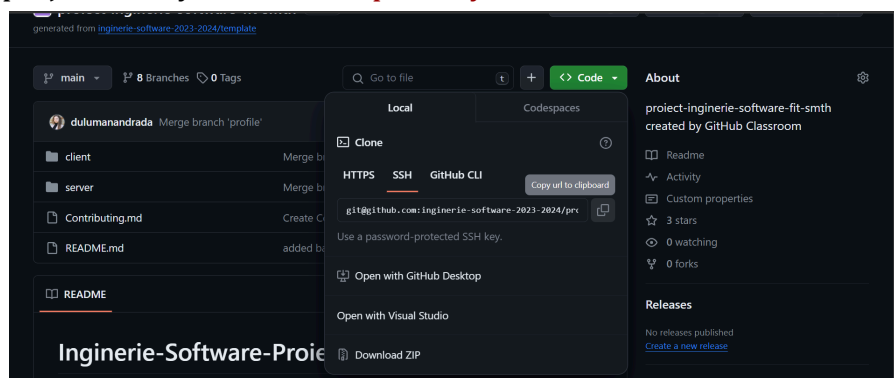 generated from inginerie-software-2023-2024/template
main
8 Branches
0 Tags
Go to file
t
Code
About
Local
Codespaces
proiect-inginerie-software-fit-smth
created by GitHub Classroom
dulumanandrada Merge branch 'profile'
Clone
HTTPS
SSH
GitHub CLI
Copy url to clipboard
git@github.com:inginerie-software-2023-2024/pro
Use a password-protected SSH key.
Open with GitHub Desktop
Open with Visual Studio
Download ZIP
client
Merge b
server
Merge b
Contributing.md
Create C
README.md
added ba
README
Inginerie-Software-Proie
Readme
Activity
Custom properties
3 stars
0 watching
0 forks
Releases
No releases published
Create a new release